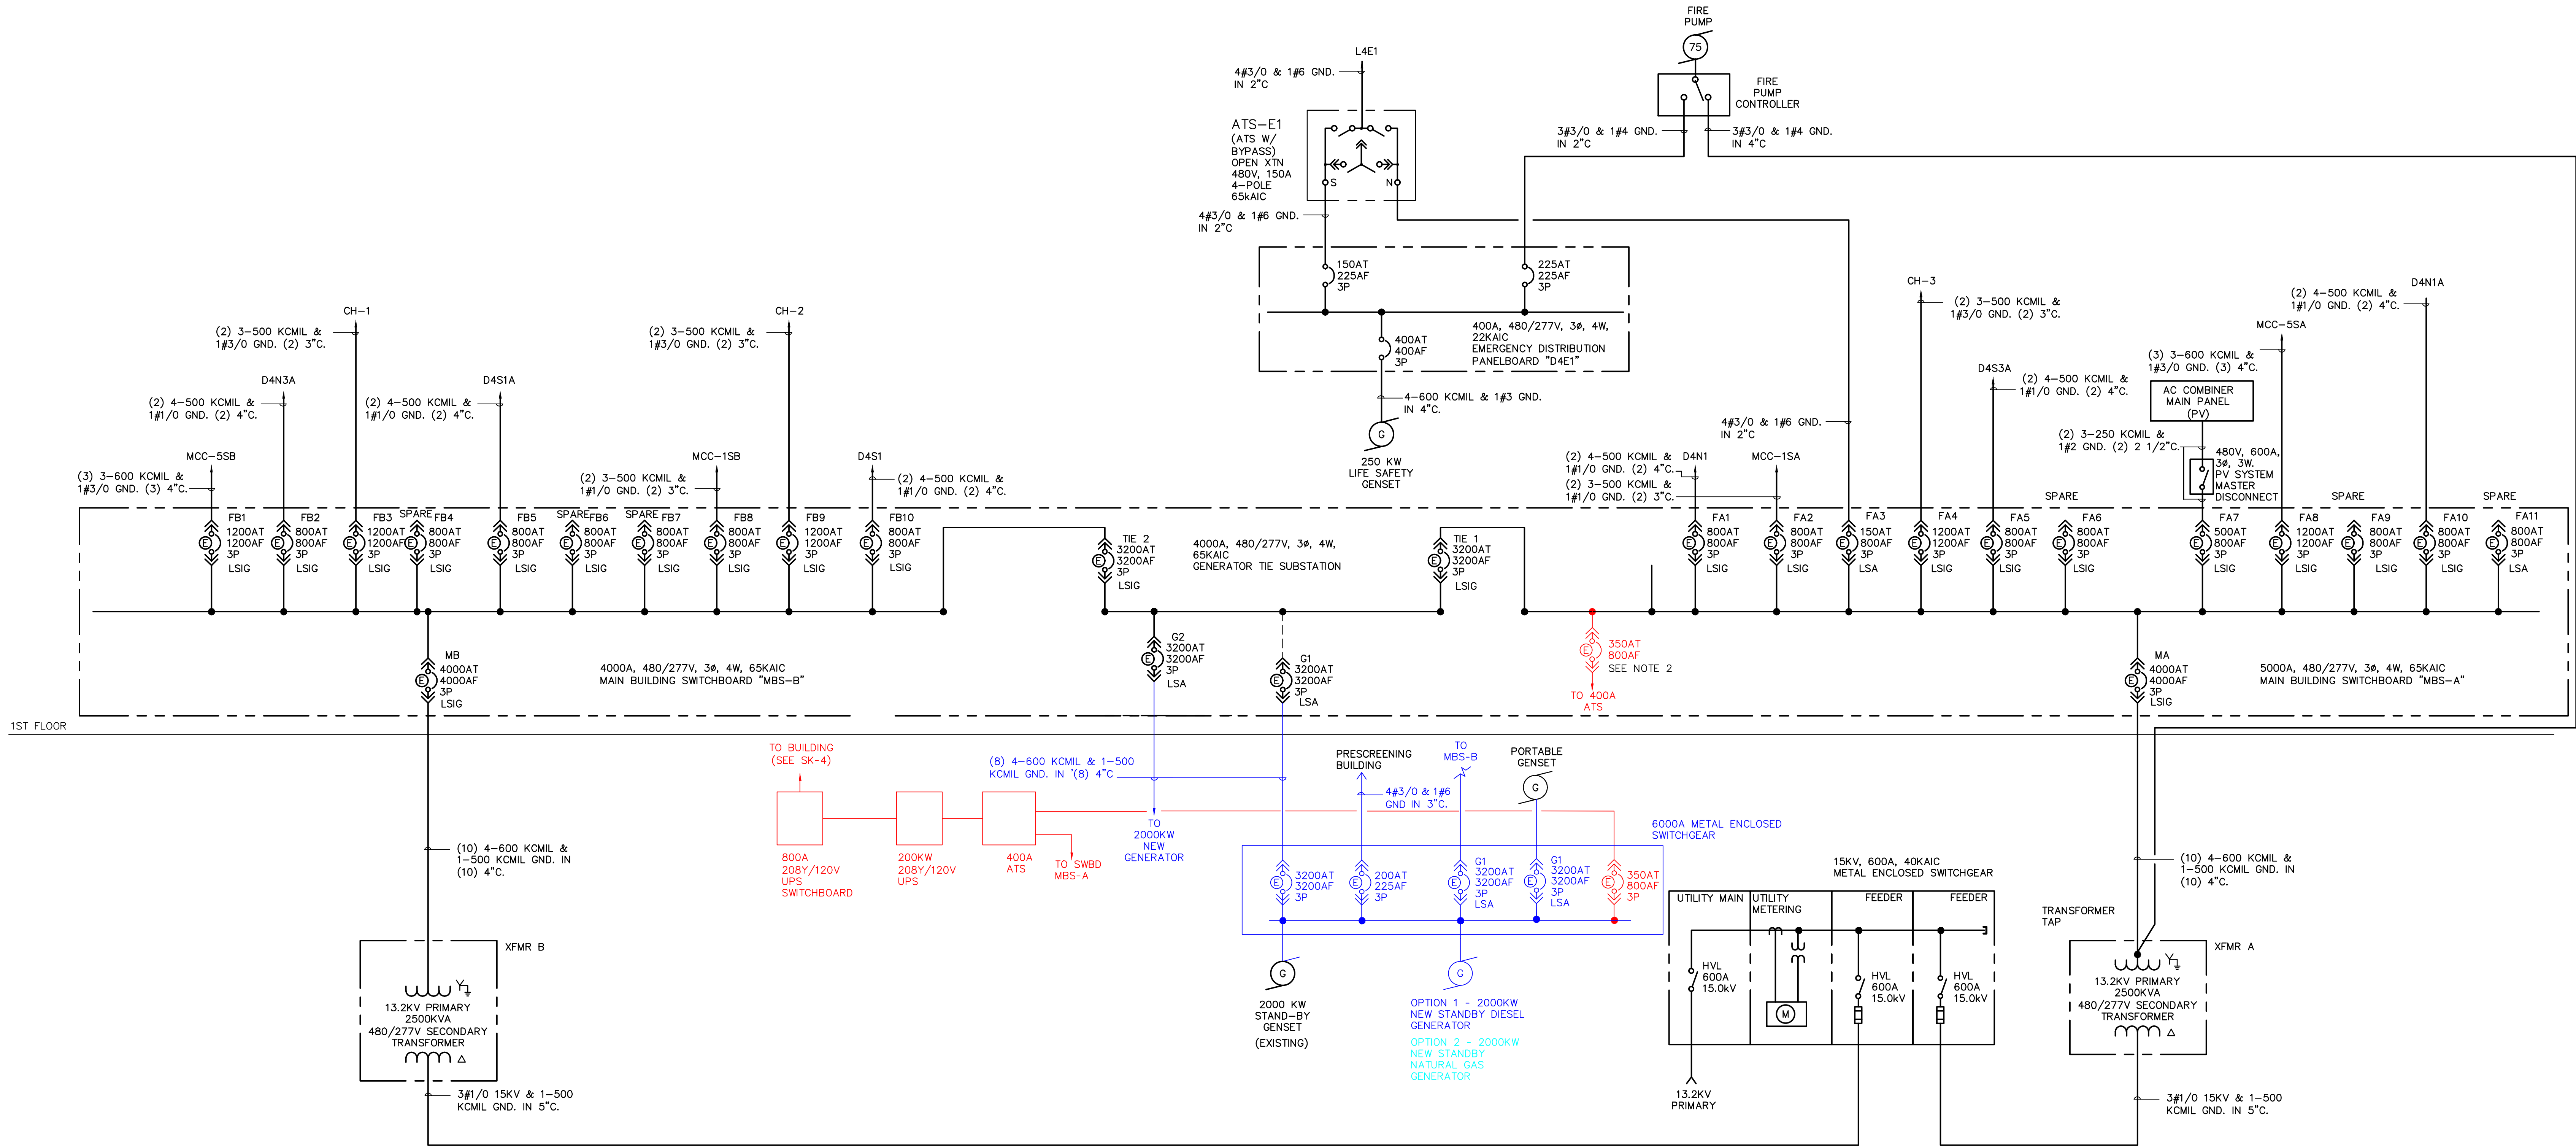 FIRE
PUMP
75
FIRE
PUMP
CONTROLLER
3#3/0 & 1#4 GND.
IN 2"C
3#3/0 & 1#4 GND.
IN 4"C
L4E1
4#3/0 & 1#6 GND.
IN 2"C
ATS-E1
(ATS W/
BYPASS)
OPEN XTN
480V, 150A
4-POLE
65kAIC
S
N
4#3/0 & 1#6 GND.
IN 2"C
150AT
225AF
3P
225AT
225AF
3P
400AT
400AF
3P
400A, 480/277V, 3ø, 4W,
22KAIC
EMERGENCY DISTRIBUTION
PANELBOARD "D4E1"
4-600 KCMIL & 1#3 GND.
IN 4"C.
G
250 KW
LIFE SAFETY
GENSET
CH-1
(2) 3-500 KCMIL &
1#3/0 GND. (2) 3"C.
CH-2
(2) 3-500 KCMIL &
1#3/0 GND. (2) 3"C.
D4N3A
(2) 4-500 KCMIL &
1#1/0 GND. (2) 4"C.
D4S1A
(2) 4-500 KCMIL &
1#1/0 GND. (2) 4"C.
MCC-5SB
(3) 3-600 KCMIL &
1#3/0 GND. (3) 4"C.
MCC-1SB
(2) 3-500 KCMIL &
1#1/0 GND. (2) 3"C.
D4S1
(2) 4-500 KCMIL &
1#1/0 GND. (2) 4"C.
CH-3
(2) 3-500 KCMIL &
1#3/0 GND. (2) 3"C.
D4N1A
(2) 4-500 KCMIL &
1#1/0 GND. (2) 4"C.
MCC-5SA
(3) 3-600 KCMIL &
1#3/0 GND. (3) 4"C.
D4S3A
(2) 4-500 KCMIL &
1#1/0 GND. (2) 4"C.
AC COMBINER
MAIN PANEL
(PV)
(2) 3-250 KCMIL &
1#2 GND. (2) 2 1/2"C.
480V, 600A,
3ø, 3W.
PV SYSTEM
MASTER
DISCONNECT
4#3/0 & 1#6 GND.
IN 2"C
(2) 4-500 KCMIL &
1#1/0 GND. (2) 4"C.
D4N1
MCC-1SA
(2) 3-500 KCMIL &
1#1/0 GND. (2) 3"C.
FB1
1200AT
1200AF
3P
LSIG
E
FB2
800AT
800AF
3P
LSIG
E
FB3
1200AT
1200AF
3P
LSIG
E
SPARE
FB4
800AT
800AF
3P
LSIG
E
FB5
800AT
800AF
3P
LSIG
E
SPARE
FB6
800AT
800AF
3P
LSIG
E
SPARE
FB7
800AT
800AF
3P
LSIG
E
FB8
800AT
800AF
3P
LSIG
E
FB9
1200AT
1200AF
3P
LSIG
E
FB10
800AT
800AF
3P
LSIG
E
TIE 2
3200AT
3200AF
3P
LSIG
E
4000A, 480/277V, 3ø, 4W,
65KAIC
GENERATOR TIE SUBSTATION
TIE 1
3200AT
3200AF
3P
LSIG
E
FA1
800AT
800AF
3P
LSIG
E
FA2
800AT
800AF
3P
LSIG
E
FA3
150AT
800AF
3P
LSA
E
FA4
1200AT
1200AF
3P
LSIG
E
FA5
800AT
800AF
3P
LSIG
E
SPARE
FA6
800AT
800AF
3P
LSIG
E
FA7
500AT
800AF
3P
LSIG
E
FA8
1200AT
1200AF
3P
LSIG
E
SPARE
FA9
800AT
800AF
3P
LSIG
E
FA10
800AT
800AF
3P
LSIG
E
SPARE
FA11
800AT
800AF
3P
LSA
E
MB
4000AT
4000AF
3P
LSIG
E
4000A, 480/277V, 3ø, 4W, 65KAIC
MAIN BUILDING SWITCHBOARD "MBS-B"
G2
3200AT
3200AF
3P
LSA
E
G1
3200AT
3200AF
3P
LSA
E
350AT
800AF
SEE NOTE 2
E
TO 400A
ATS
MA
4000AT
4000AF
3P
LSIG
E
5000A, 480/277V, 3ø, 4W, 65KAIC
MAIN BUILDING SWITCHBOARD "MBS-A"
1ST FLOOR
TO BUILDING
(SEE SK-4)
800A
208Y/120V
UPS
SWITCHBOARD
200KW
208Y/120V
UPS
400A
ATS
TO SWBD
MBS-A
(8) 4-600 KCMIL & 1-500
KCMIL GND. IN '(8) 4"C
TO
2000KW
NEW
GENERATOR
PRESCREENING
BUILDING
4#3/0 & 1#6
GND IN 3"C.
TO
MBS-B
PORTABLE
GENSET
G
6000A METAL ENCLOSED
SWITCHGEAR
3200AT
3200AF
3P
E
200AT
225AF
3P
E
G1
3200AT
3200AF
3P
LSA
E
G1
3200AT
3200AF
3P
LSA
E
350AT
800AF
3P
E
G
2000 KW
STAND-BY
GENSET
(EXISTING)
G
OPTION 1 - 2000KW
NEW STANDBY DIESEL
GENERATOR
OPTION 2 - 2000KW
NEW STANDBY
NATURAL GAS
GENERATOR
15KV, 600A, 40KAIC
METAL ENCLOSED SWITCHGEAR
UTILITY MAIN
UTILITY
METERING
FEEDER
FEEDER
HVL
600A
15.0kV
M
HVL
600A
15.0kV
HVL
600A
15.0kV
13.2KV
PRIMARY
(10) 4-600 KCMIL &
1-500 KCMIL GND. IN
(10) 4"C.
XFMR B
13.2KV PRIMARY
2500KVA
480/277V SECONDARY
TRANSFORMER
3#1/0 15KV & 1-500
KCMIL GND. IN 5"C.
(10) 4-600 KCMIL &
1-500 KCMIL GND. IN
(10) 4"C.
TRANSFORMER
TAP
XFMR A
13.2KV PRIMARY
2500KVA
480/277V SECONDARY
TRANSFORMER
3#1/0 15KV & 1-500
KCMIL GND. IN 5"C.